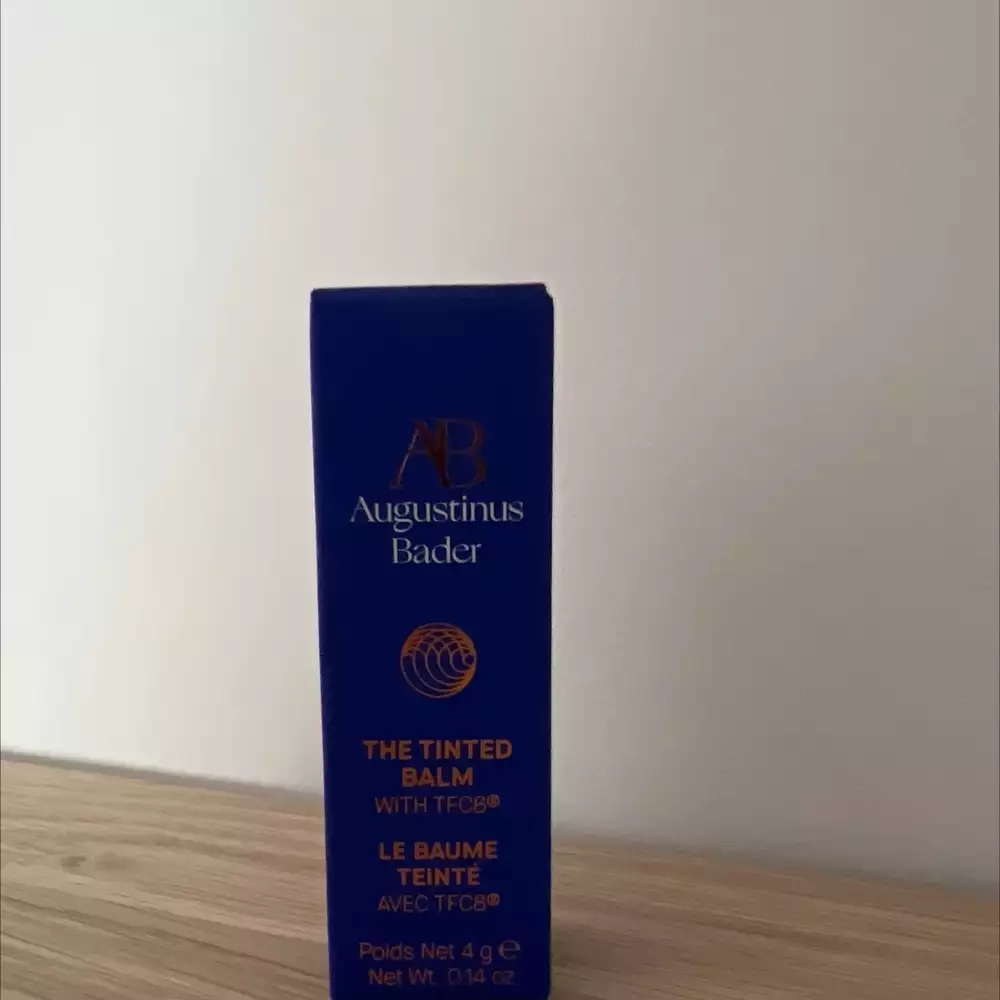 AB
Augustinus
Bader
THE TINTED
BALM
WITH TFC8®
LE BAUME
TEINTÉ
AVEC TFC8®
Poids Net 4 g ℮
Net Wt. 0.14 oz